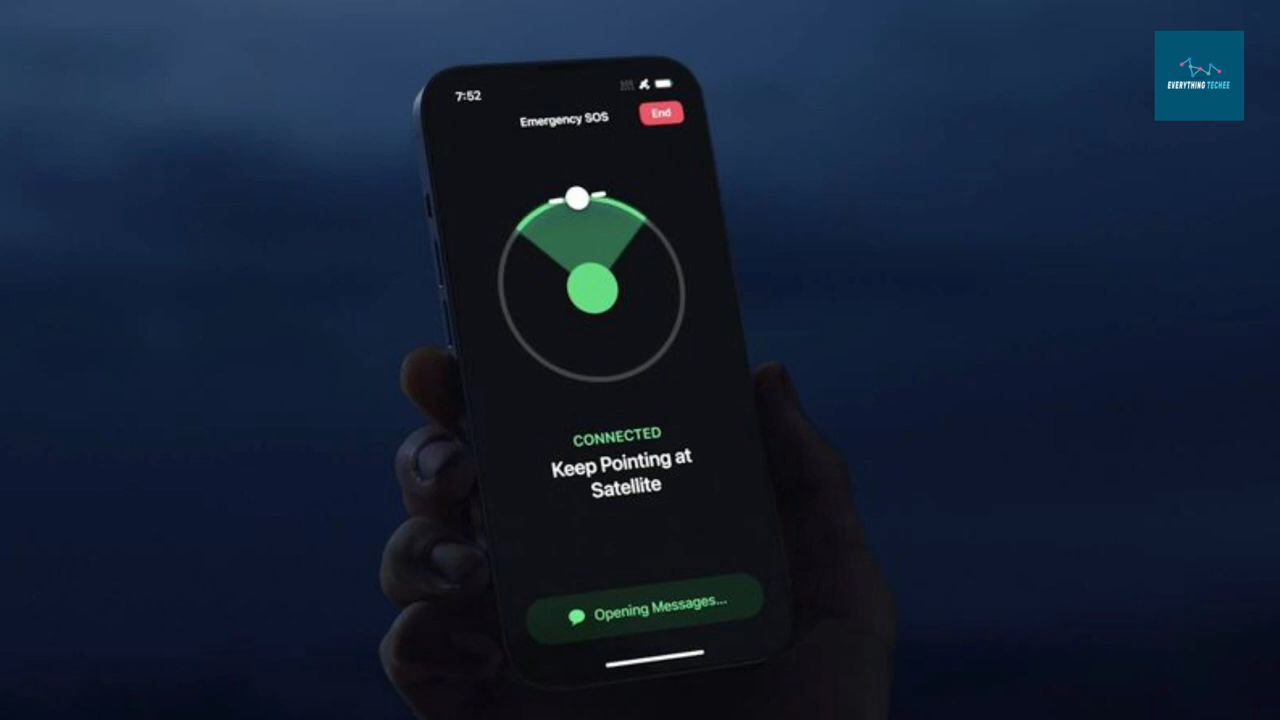 7:52
Emergency SOS
End
EVERYTHING TECHEE
CONNECTED
Keep Pointing at
Satellite
Opening Messages...